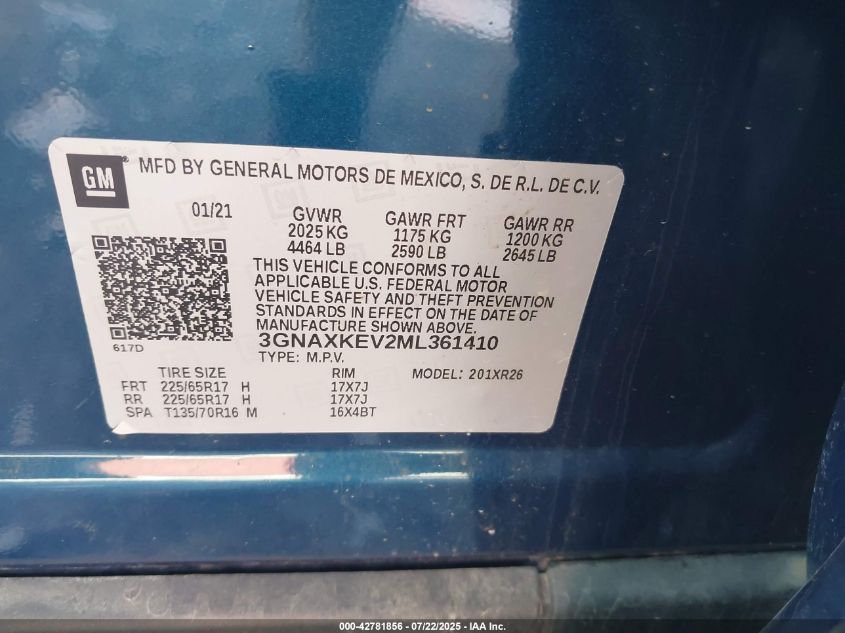 GM
MFD BY GENERAL MOTORS DE MEXICO, S. DE R.L. DE C.V.
01/21 GVWR GAWR FRT GAWR RR
2025 KG 1175 KG 1200 KG
4464 LB 2590 LB 2645 LB
THIS VEHICLE CONFORMS TO ALL
APPLICABLE U.S. FEDERAL MOTOR
VEHICLE SAFETY AND THEFT PREVENTION
STANDARDS IN EFFECT ON THE DATE OF
MANUFACTURE SHOWN ABOVE.
617D
3GNAXKEV2ML361410
TYPE: M.P.V.
TIRE SIZE RIM MODEL: 201XR26
FRT 225/65R17 H 17X7J
RR 225/65R17 H 17X7J
SPA T135/70R16 M 16X4BT
000-42781856 - 07/22/2025 - IAA Inc.